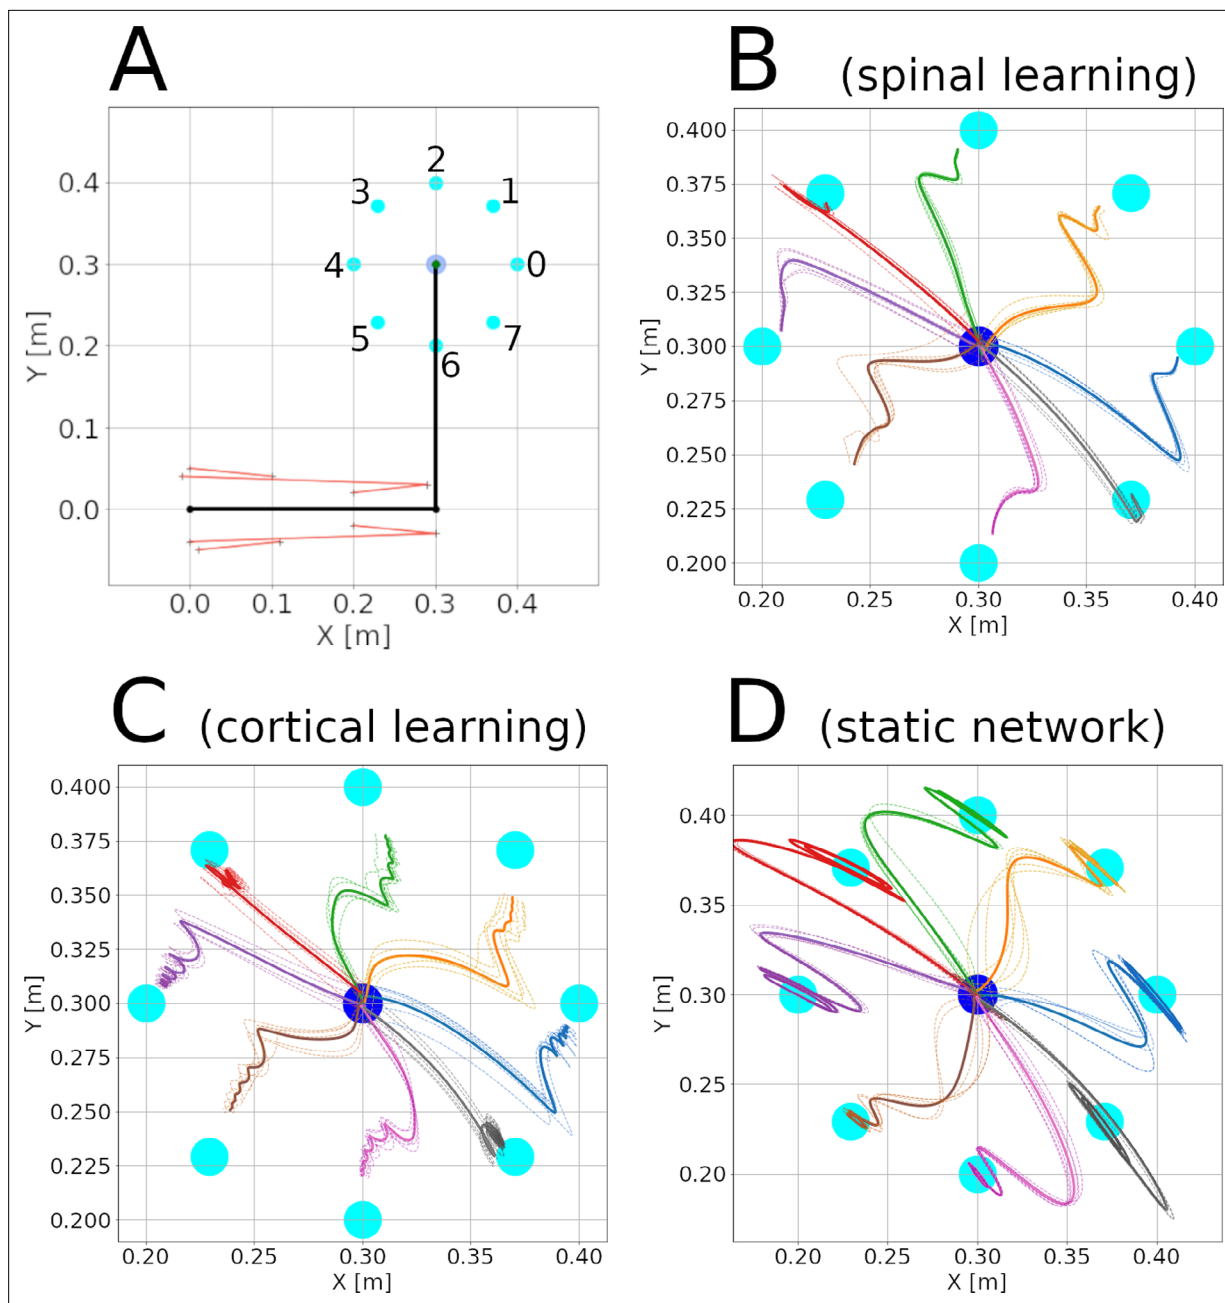 A
0.4
0.3
0.2
0.1
0.0
Y [m]
2
3
1
4
0
5
7
6
0.0 0.1 0.2 0.3 0.4
X [m]
B (spinal learning)
0.400
0.375
0.350
0.325
0.300
0.275
0.250
0.225
0.200
Y [m]
0.20 0.25 0.30 0.35 0.40
X [m]
C (cortical learning)
0.400
0.375
0.350
0.325
0.300
0.275
0.250
0.225
0.200
Y [m]
0.20 0.25 0.30 0.35 0.40
X [m]
D (static network)
0.40
0.35
0.30
0.25
0.20
Y [m]
0.20 0.25 0.30 0.35 0.40
X [m]